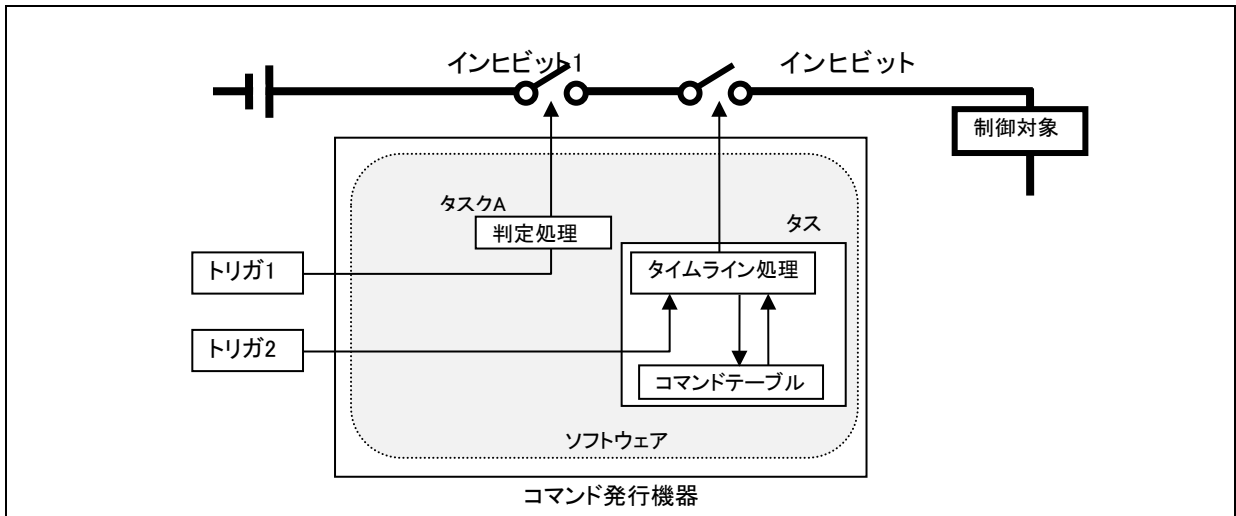 インヒビット1
インヒビット
制御対象
タスクA
判定処理
タス
トリガ1
タイムライン処理
トリガ2
コマンドテーブル
ソフトウェア
コマンド発行機器